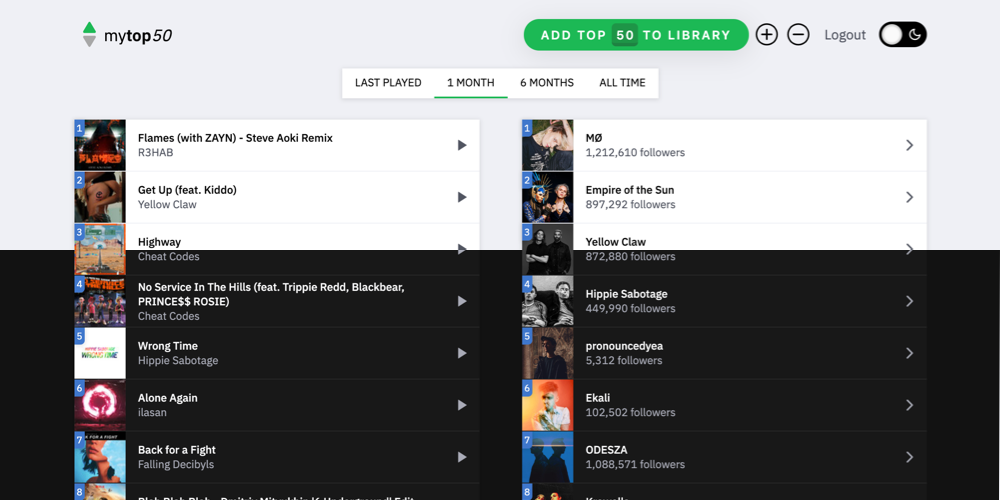 mytop50
ADD TOP 50 TO LIBRARY
Logout
LAST PLAYED 1 MONTH 6 MONTHS ALL TIME
1
Flames (with ZAYN) - Steve Aoki Remix
R3HAB
2
Get Up (feat. Kiddo)
Yellow Claw
3
Highway
Cheat Codes
4
No Service In The Hills (feat. Trippie Redd, Blackbear,
PRINCE$$ ROSIE)
Cheat Codes
5
Wrong Time
Hippie Sabotage
6
Alone Again
ilasan
7
Back for a Fight
Falling Decibyls
8
1
MØ
1,212,610 followers
2
Empire of the Sun
897,292 followers
3
Yellow Claw
872,880 followers
4
Hippie Sabotage
449,990 followers
5
pronouncedyea
5,312 followers
6
Ekali
102,502 followers
7
ODESZA
1,088,571 followers
8